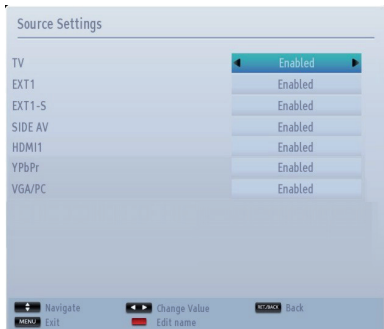 Source Settings
TV Enabled
EXT1 Enabled
EXT1-S Enabled
SIDE AV Enabled
HDMI1 Enabled
YPbPr Enabled
VGA/PC Enabled
Navigate Change Value RET./BACK Back
MENU Exit Edit name